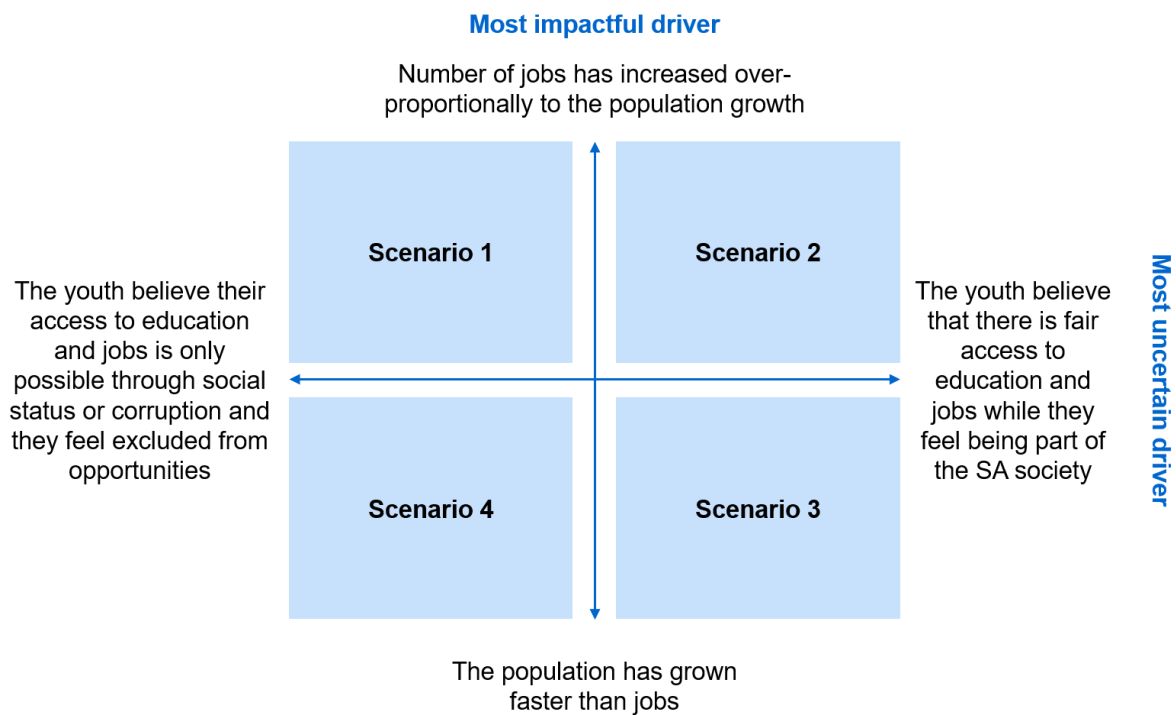 Most impactful driver
Number of jobs has increased over-
proportionally to the population growth
Scenario 1
Scenario 2
The youth believe their
access to education
and jobs is only
possible through social
status or corruption and
they feel excluded from
opportunities
The youth believe
that there is fair
access to
education and
jobs while they
feel being part of
the SA society
Most uncertain driver
Scenario 4
Scenario 3
The population has grown
faster than jobs